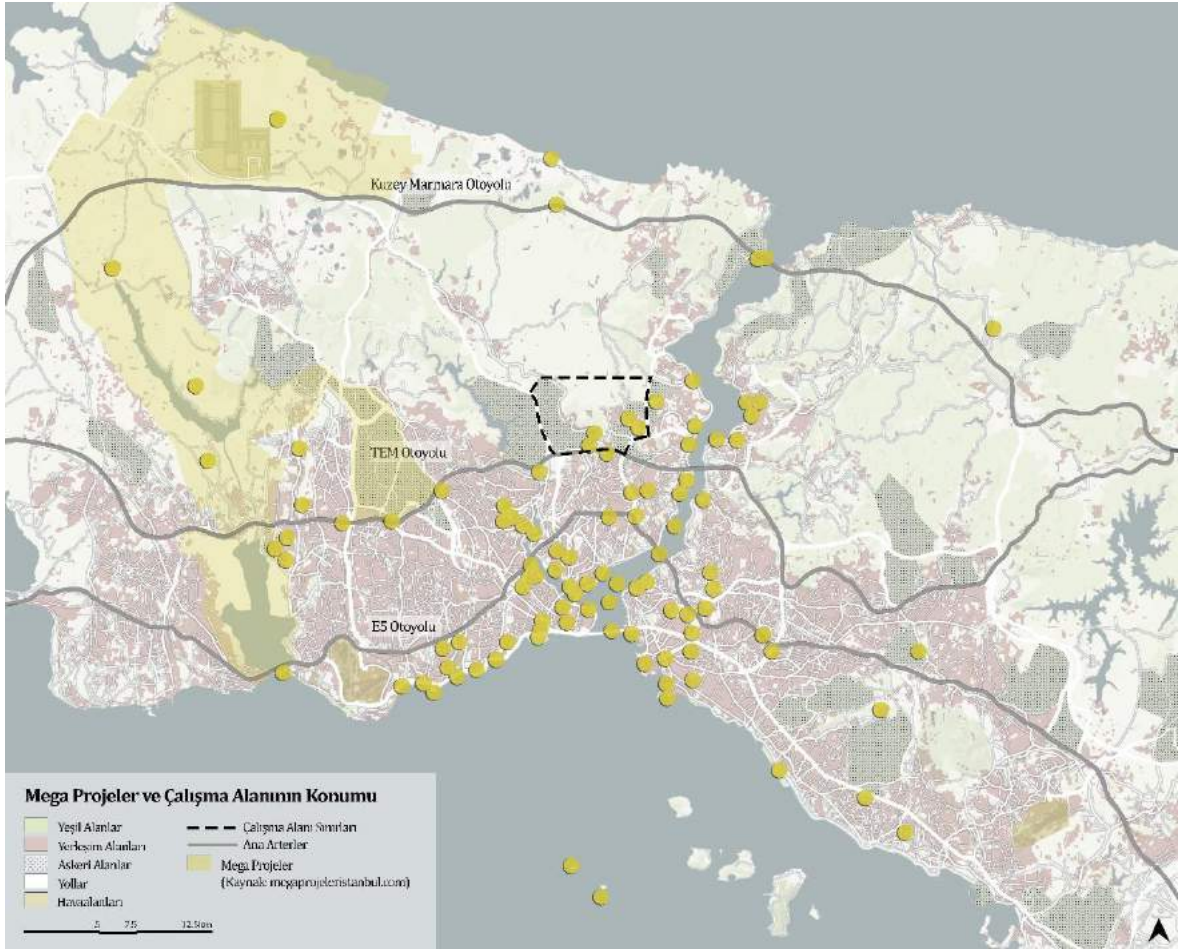 Kuzey Marmara Otoyolu
TEM Otoyolu
E5 Otoyolu
Mega Projeler ve Çalışma Alanının Konumu
Yeşil Alanlar
Yerleşim Alanları
Askeri Alanlar
Yollar
Havaalanları
Çalışma Alanı Sınırları
Ana Arterler
Mega Projeler
(Kaynak: megaprojeleristanbul.com)
.5 7.5 12.5km